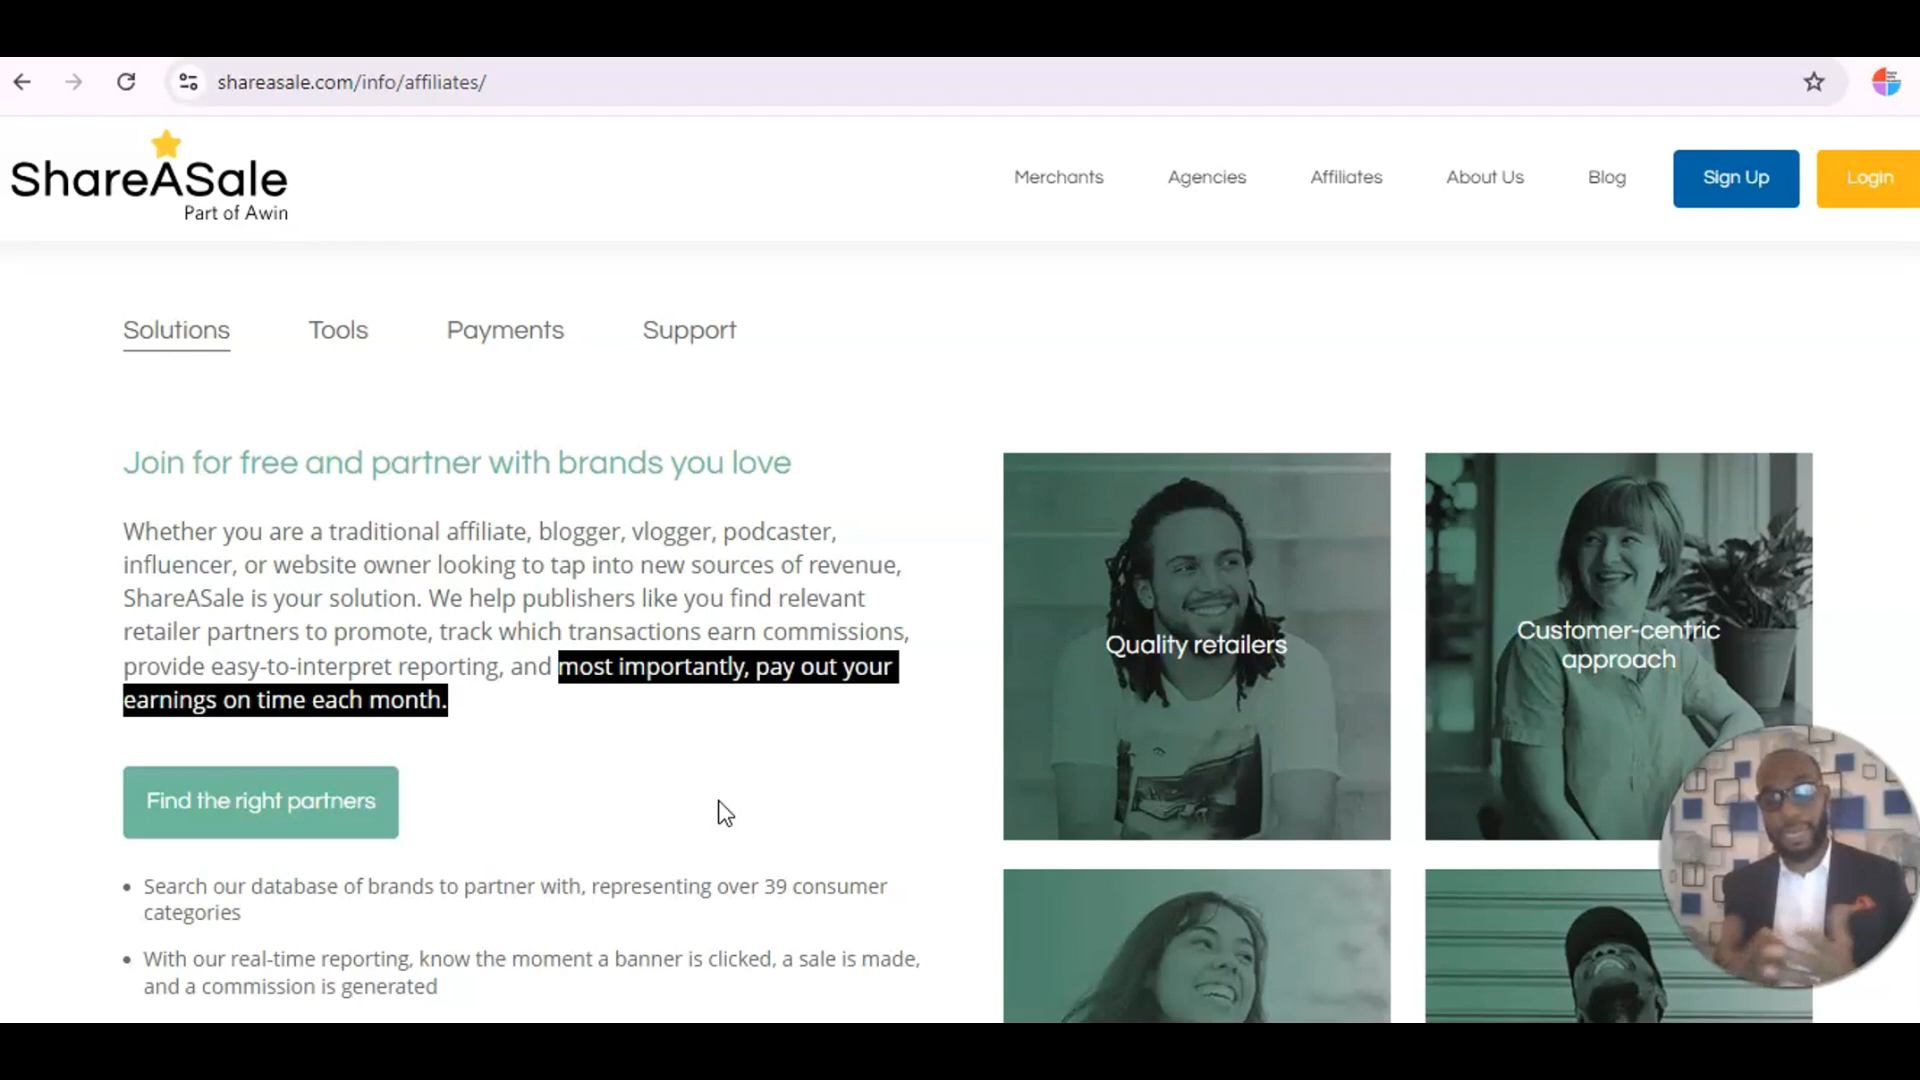 shareasale.com/info/affiliates/
ShareASale
Part of Awin
Merchants
Agencies
Affiliates
About Us
Blog
Sign Up
Login
Solutions
Tools
Payments
Support
Join for free and partner with brands you love
Whether you are a traditional affiliate, blogger, vlogger, podcaster,
influencer, or website owner looking to tap into new sources of revenue,
ShareASale is your solution. We help publishers like you find relevant
retailer partners to promote, track which transactions earn commissions,
provide easy-to-interpret reporting, and most importantly, pay out your
earnings on time each month.
Find the right partners
Search our database of brands to partner with, representing over 39 consumer
categories
With our real-time reporting, know the moment a banner is clicked, a sale is made,
and a commission is generated
Quality retailers
Customer-centric
approach